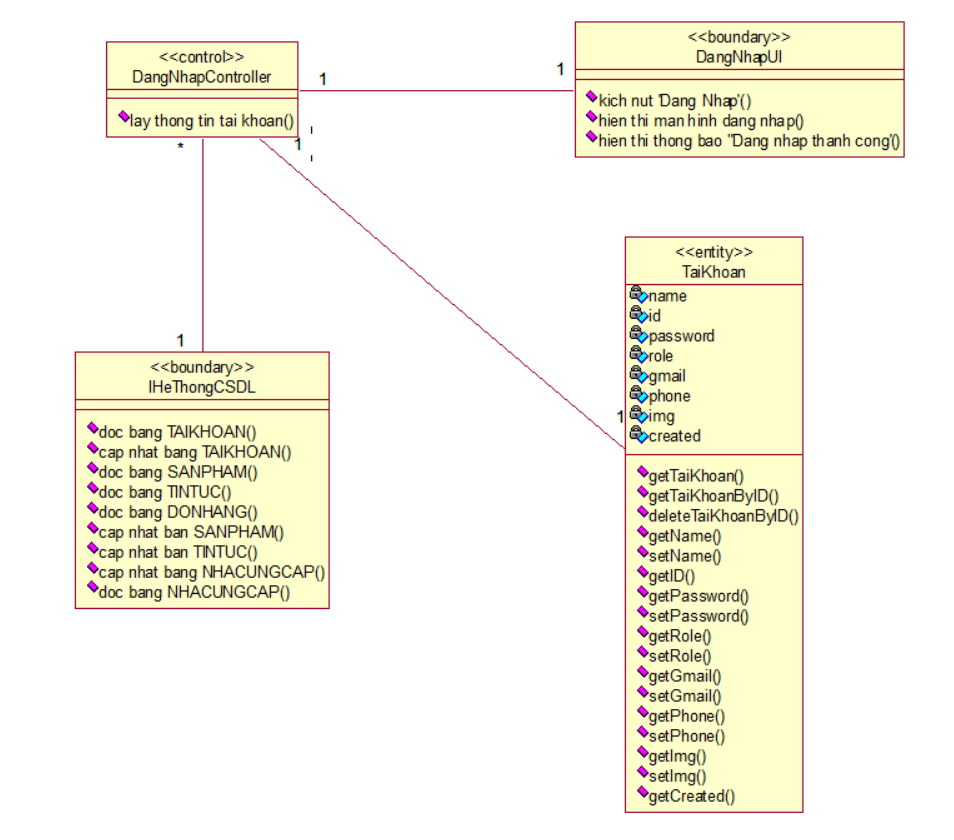 <<control>>
DangNhapController
lay thong tin tai khoan()
1
1
<<boundary>>
DangNhapUI
kich nut 'Dang Nhap'()
hien thi man hinh dang nhap()
hien thi thong bao "Dang nhap thanh cong'()
*
1
1
<<boundary>>
IHeThongCSDL
doc bang TAIKHOAN()
cap nhat bang TAIKHOAN()
doc bang SANPHAM()
doc bang TINTUC()
doc bang DONHANG()
cap nhat ban SANPHAM()
cap nhat ban TINTUC()
cap nhat bang NHACUNGCAP()
doc bang NHACUNGCAP()
1
<<entity>>
TaiKhoan
name
id
password
role
gmail
phone
img
created
getTaiKhoan()
getTaiKhoanByID()
deleteTaiKhoanByID()
getName()
setName()
getID()
getPassword()
setPassword()
getRole()
setRole()
getGmail()
setGmail()
getPhone()
setPhone()
getImg()
setImg()
getCreated()